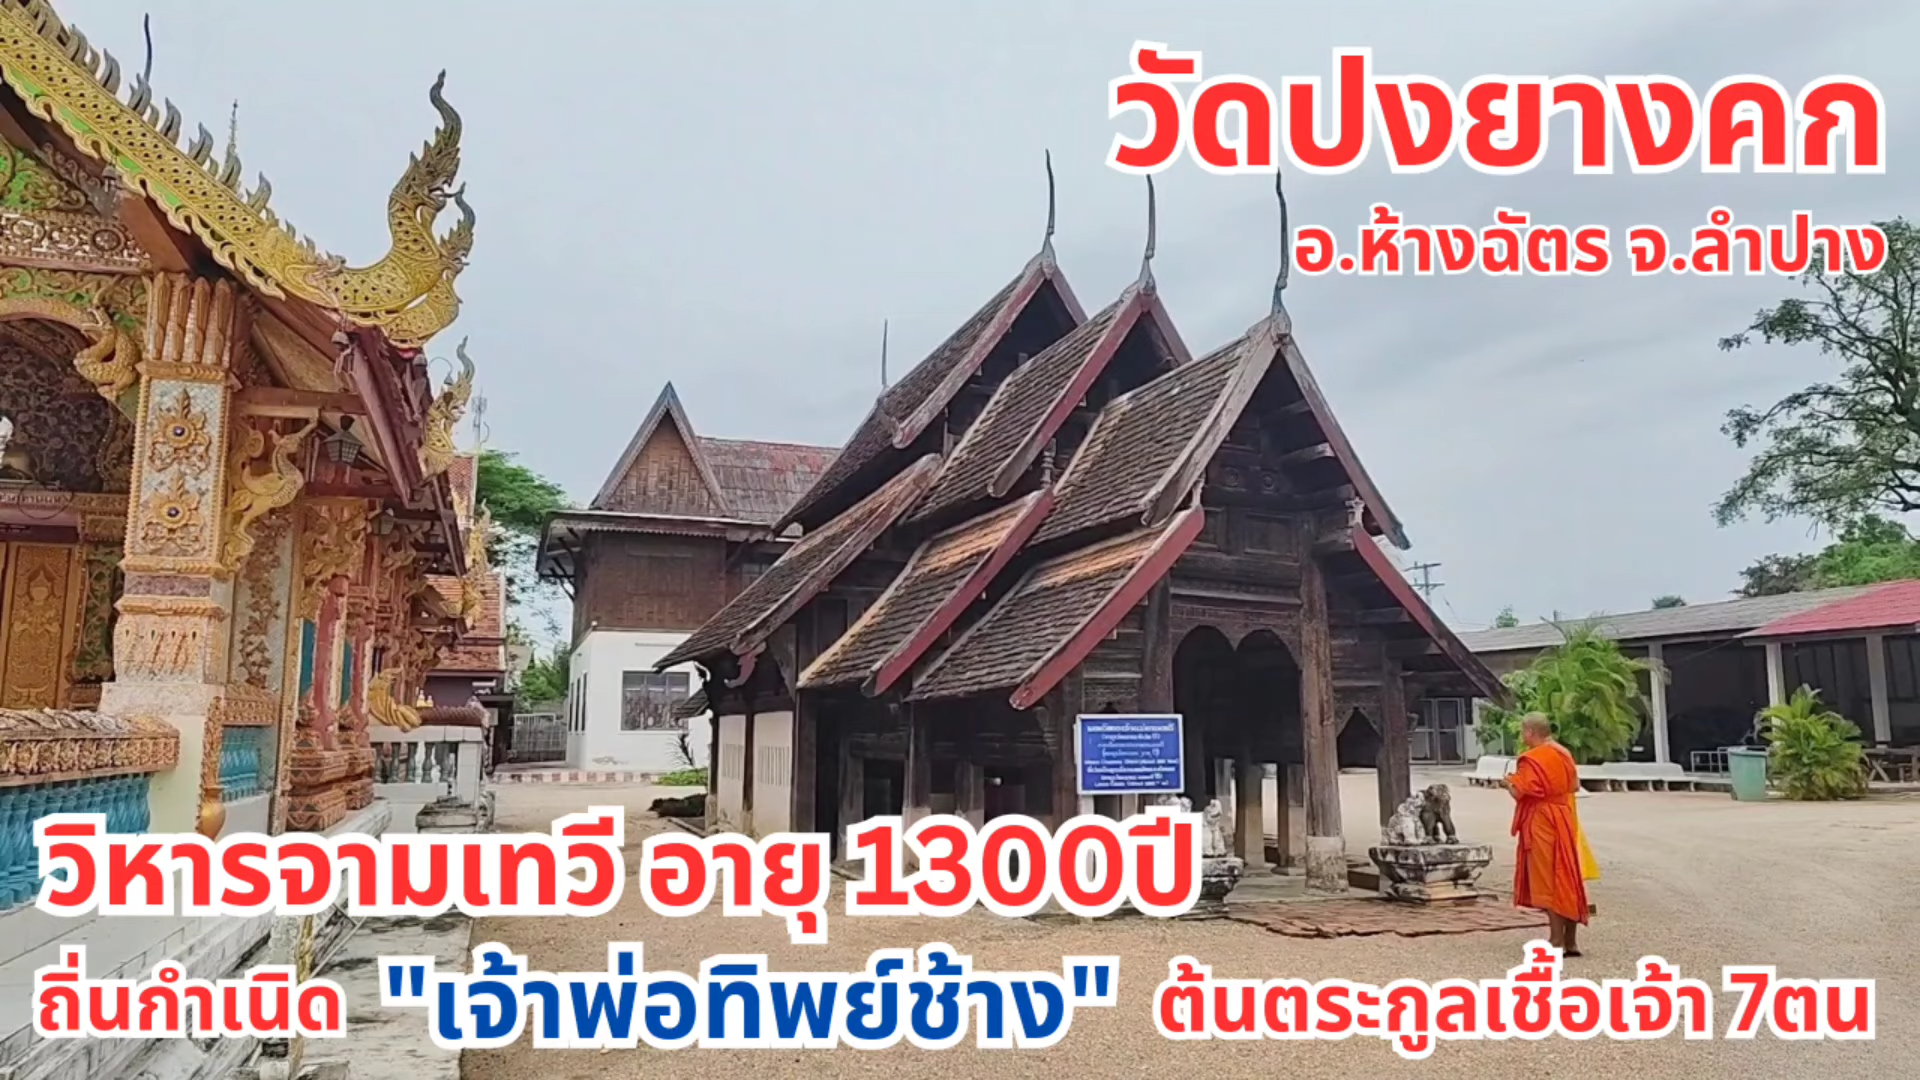 วัดปงยางคก
อ.ห้างฉัตร จ.ลำปาง
วิหารจามเทวี อายุ 1300ปี
ถิ่นกำเนิด "เจ้าพ่อทิพย์ช้าง" ต้นตระกูลเชื้อเจ้า 7ตน